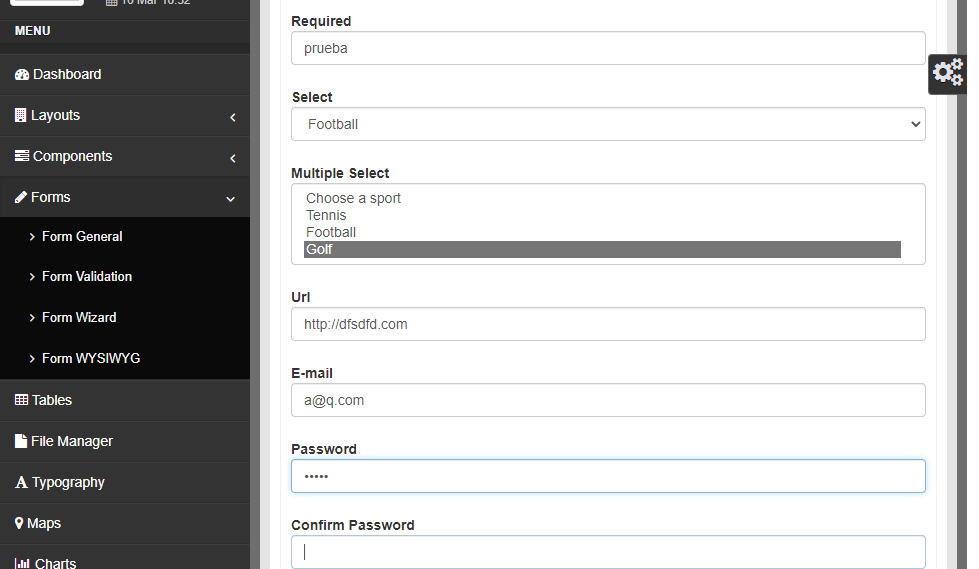 16 Mar 10:52
MENU
Dashboard
Layouts
Components
Forms
Form General
Form Validation
Form Wizard
Form WYSIWYG
Tables
File Manager
Typography
Maps
Charts
Required
prueba
Select
Football
Multiple Select
Choose a sport
Tennis
Football
Golf
Url
http://dfsdfd.com
E-mail
a@q.com
Password
•••••
Confirm Password